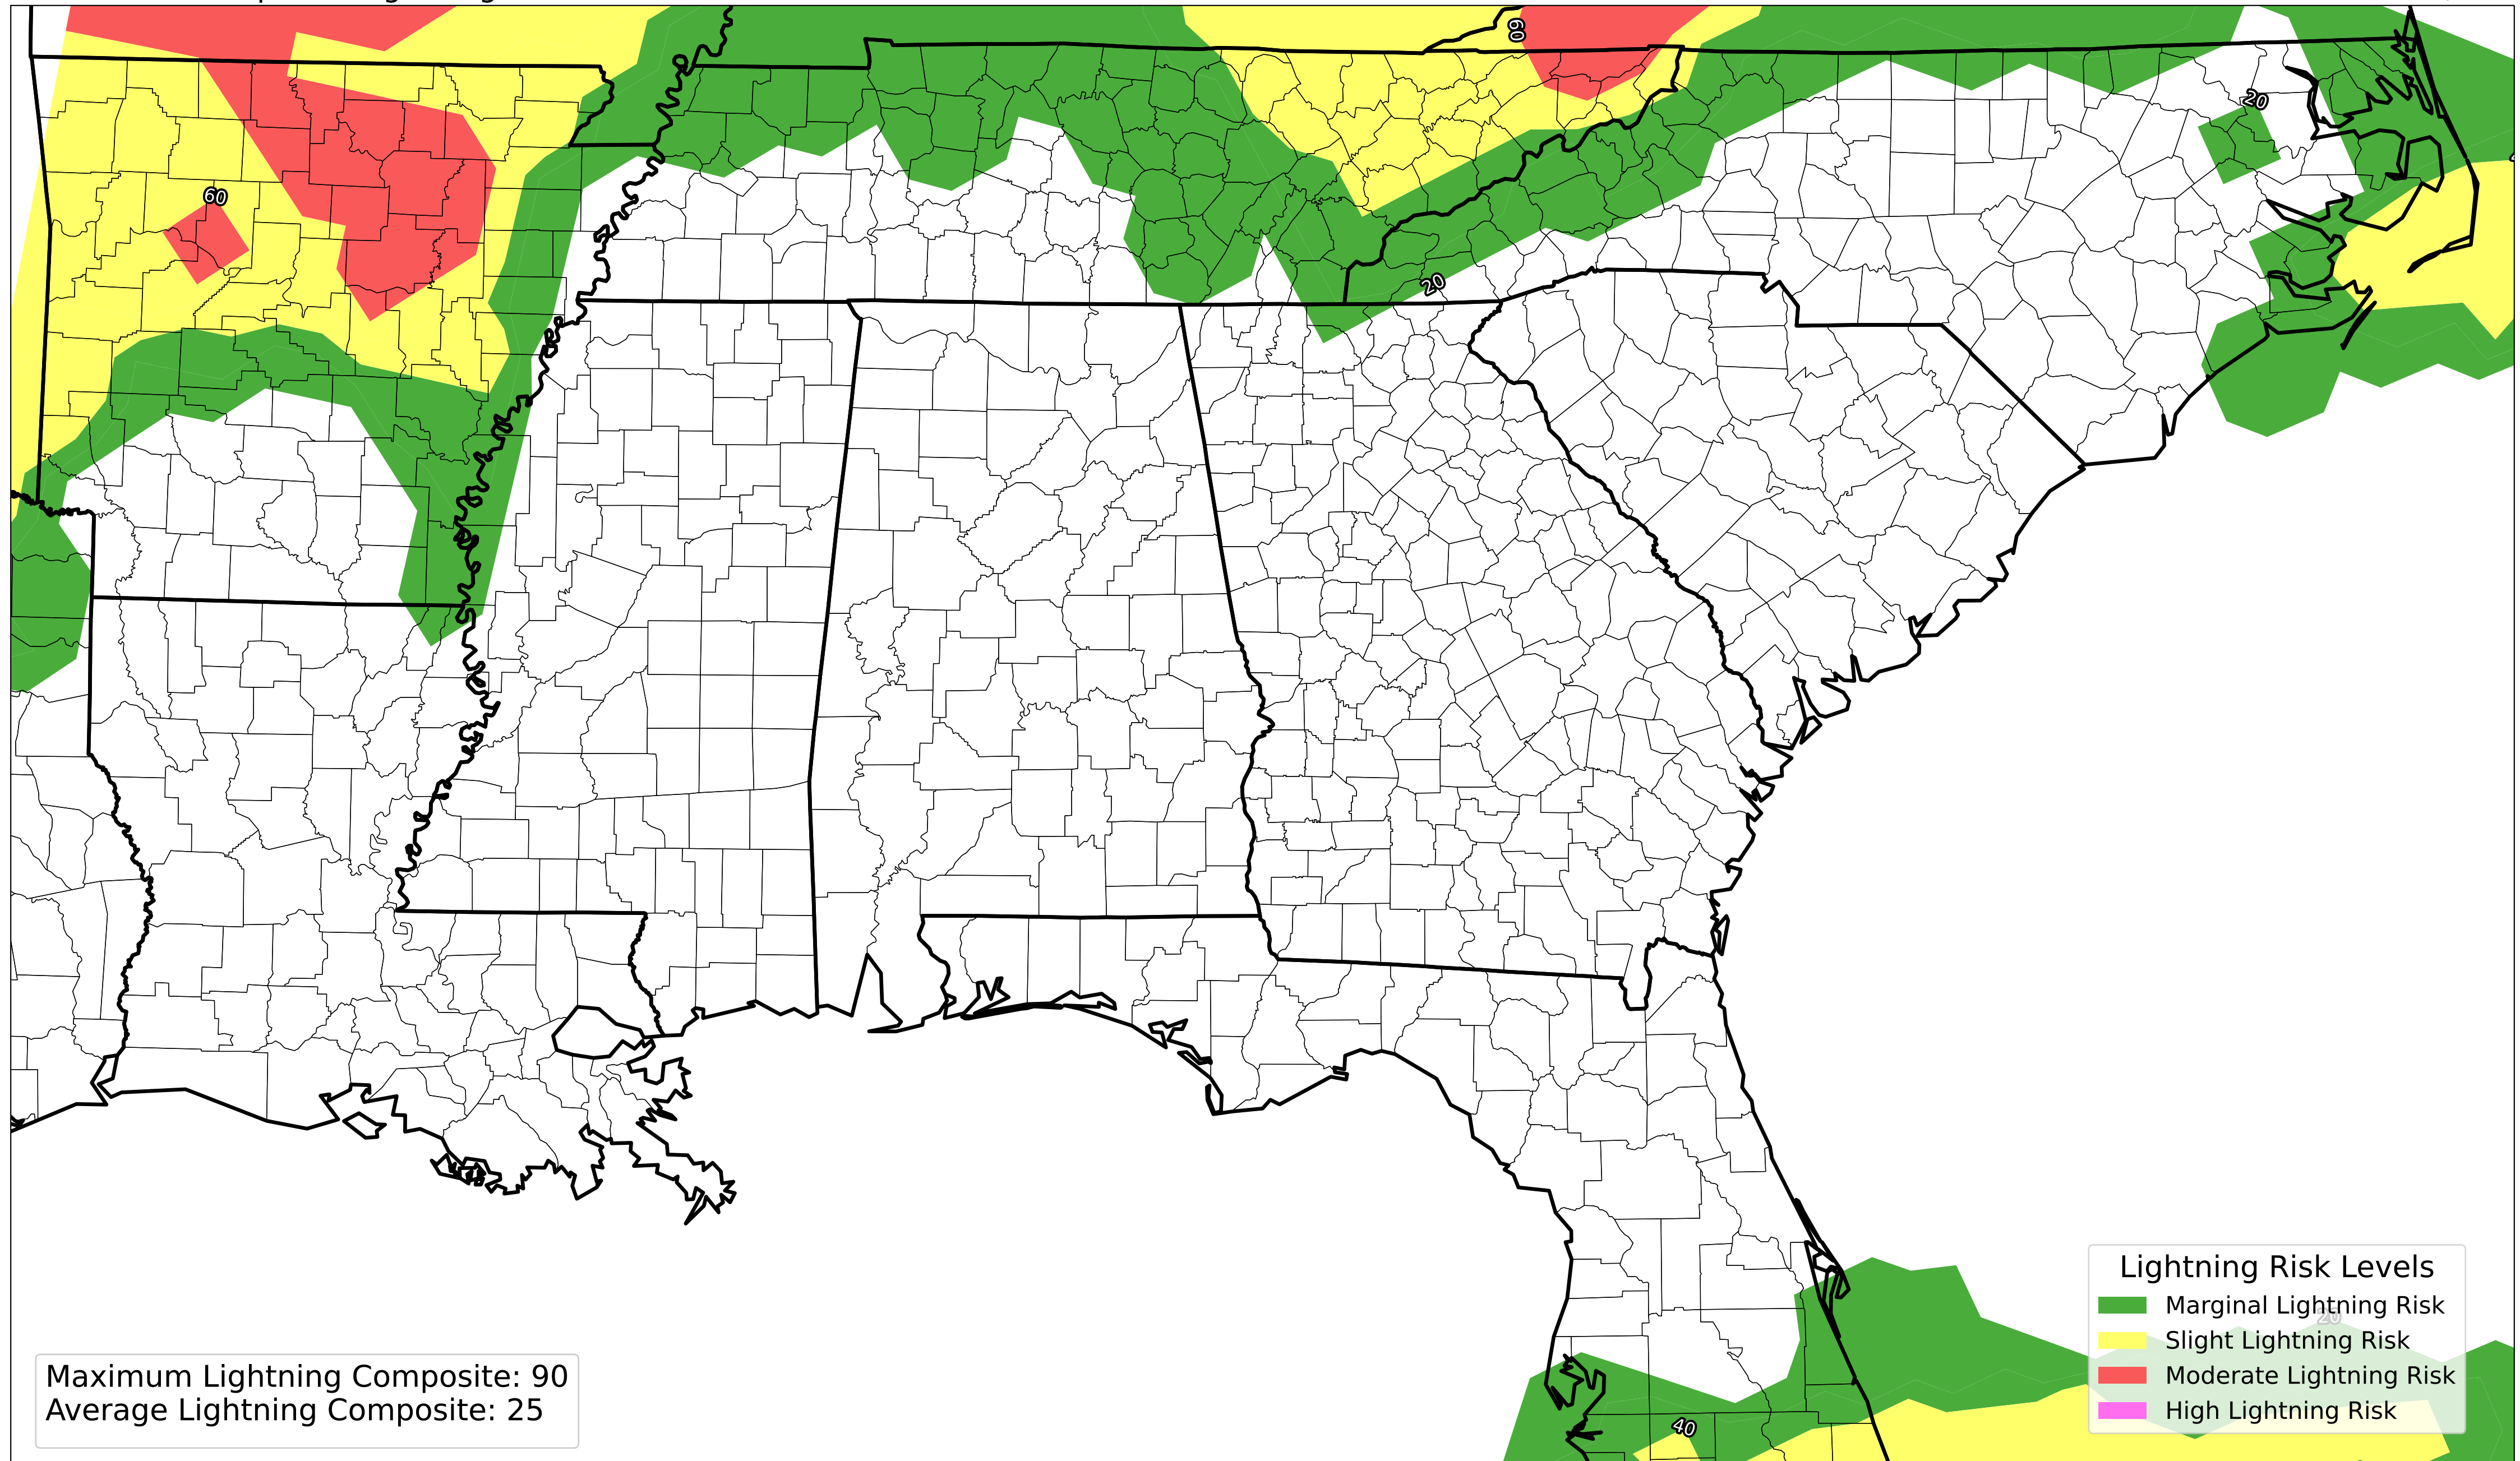 60
20
60
20
20
40
Lightning Risk Levels
Marginal Lightning Risk
Slight Lightning Risk
Moderate Lightning Risk
High Lightning Risk
Maximum Lightning Composite: 90
Average Lightning Composite: 25